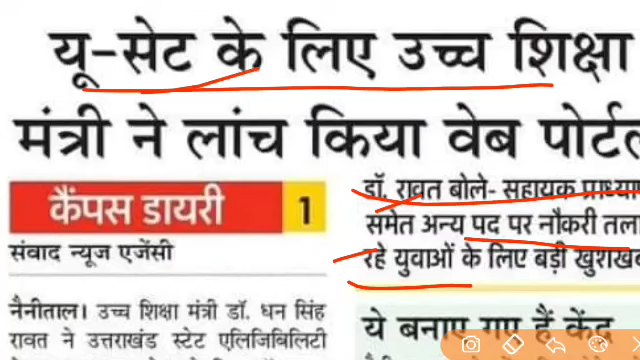 यू-सेट के लिए उच्च शिक्षा
मंत्री ने लांच किया वेब पोर्टल
कैंपस डायरी 1
संवाद न्यूज एजेंसी
नैनीताल। उच्च शिक्षा मंत्री डॉ. धन सिंह
रावत ने उत्तराखंड स्टेट एलिजिबिलिटी
डॉ. रावत बोले- सहायक
समेत अन्य पद पर नौकरी
रहे युवाओं के लिए बड़ी
ये बनाए गए हैं केंद्र